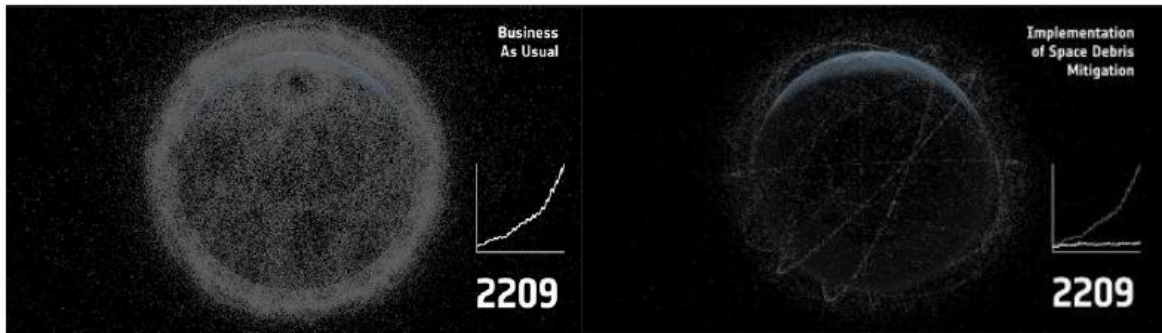 Business
As Usual
2209
Implementation
of Space Debris
Mitigation
2209